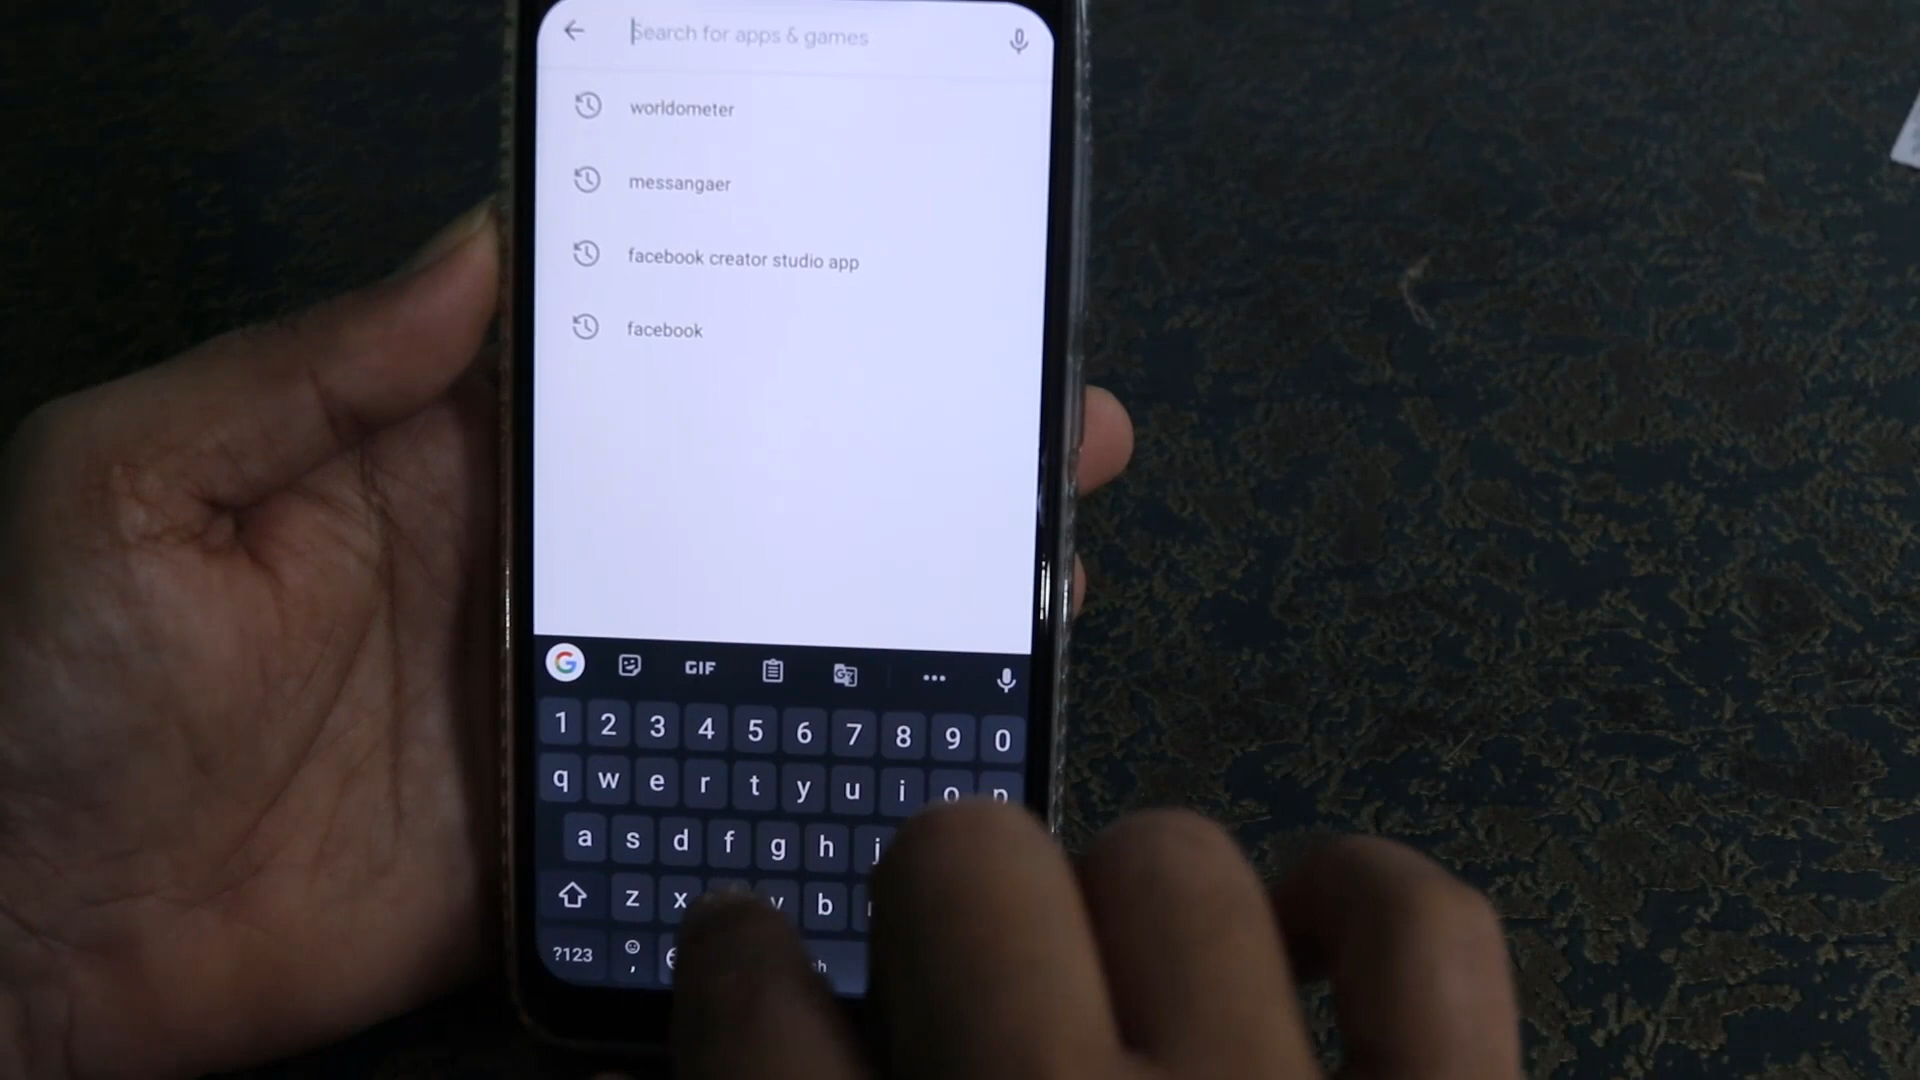 Search for apps & games
worldometer
messangaer
facebook creator studio app
facebook
G GIF
1 2 3 4 5 6 7 8 9 0
q w e r t y u i o p
a s d f g h j
z x v b
?123 ,